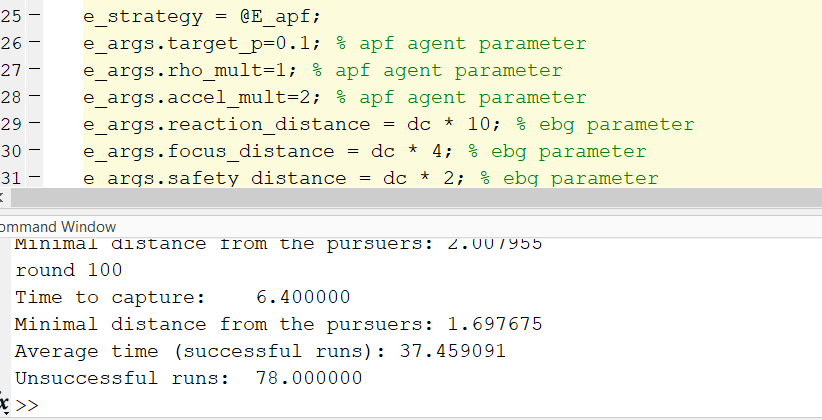 25 –   e_strategy = @E_apf;
26 –   e_args.target_p=0.1; % apf agent parameter
27 –   e_args.rho_mult=1; % apf agent parameter
28 –   e_args.accel_mult=2; % apf agent parameter
29 –   e_args.reaction_distance = dc * 10; % ebg parameter
30 –   e_args.focus_distance = dc * 4; % ebg parameter
31 –   e_args.safety_distance = dc * 2; % ebg parameter
ommand Window
Minimal distance from the pursuers: 2.007955
round 100
Time to capture:    6.400000
Minimal distance from the pursuers: 1.697675
Average time (successful runs): 37.459091
Unsuccessful runs:  78.000000
fx >>